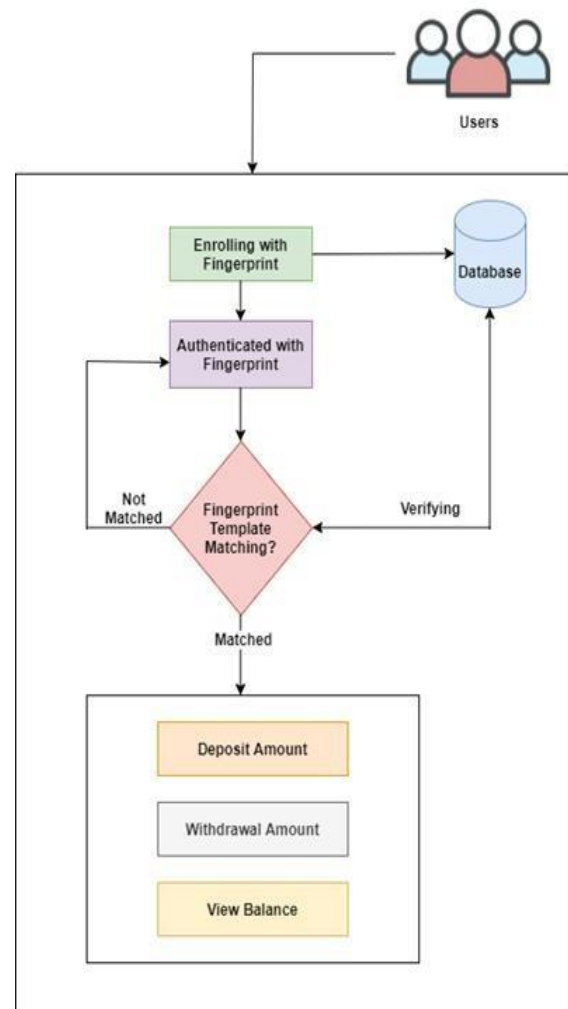 Users
Enrolling with
Fingerprint
Database
Authenticated with
Fingerprint
Not
Matched
Fingerprint
Template
Matching?
Verifying
Matched
Deposit Amount
Withdrawal Amount
View Balance